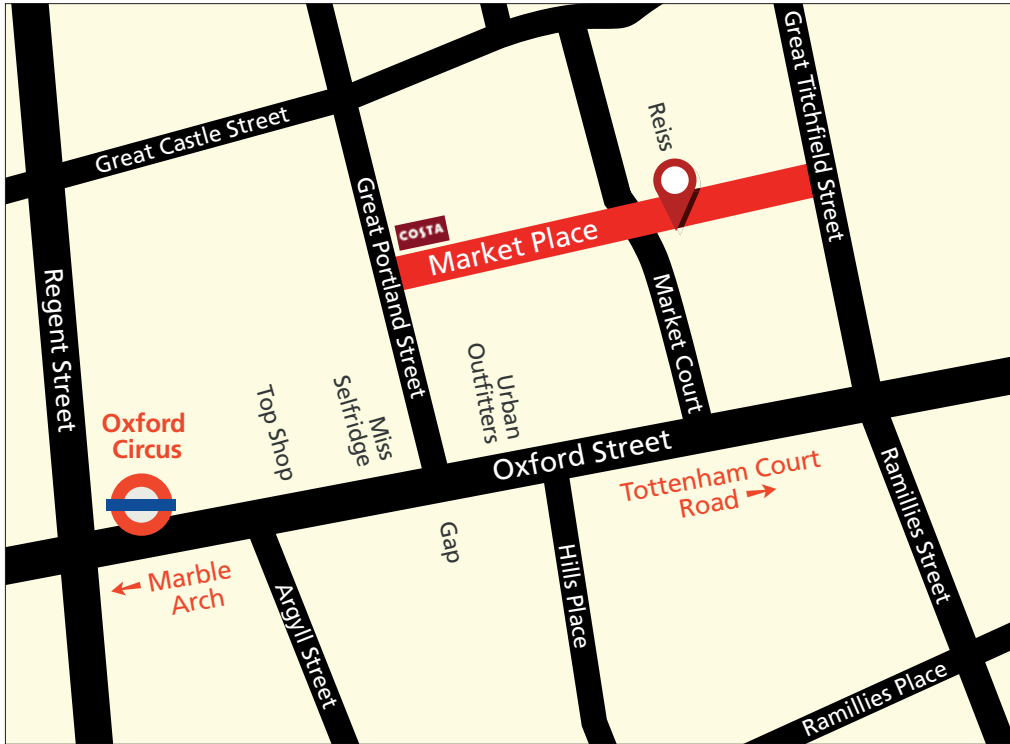 Great Titchfield Street
Great Castle Street
Reiss
COSTA
Market Place
Great Portland Street
Regent Street
Market Court
Oxford
Circus
Top Shop
Miss
Selfridge
Urban
Outfitters
Oxford Street
Tottenham Court
Road
Gap
Marble
Arch
Argyll Street
Hills Place
Ramillies Street
Ramillies Place